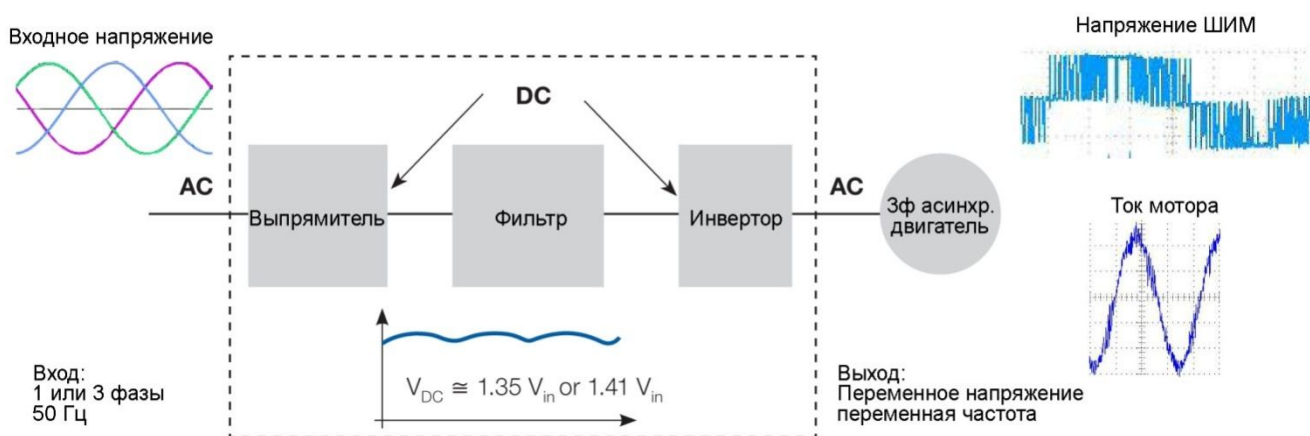 Напряжение ШИМ
Входное напряжение
DC
AC
AC
Выпрямитель
Фильтр
Инвертор
3ф асинхр.
двигатель
Ток мотора
V_DC ≅ 1.35 V_in or 1.41 V_in
Вход:
1 или 3 фазы
50 Гц
Выход:
Переменное напряжение
переменная частота